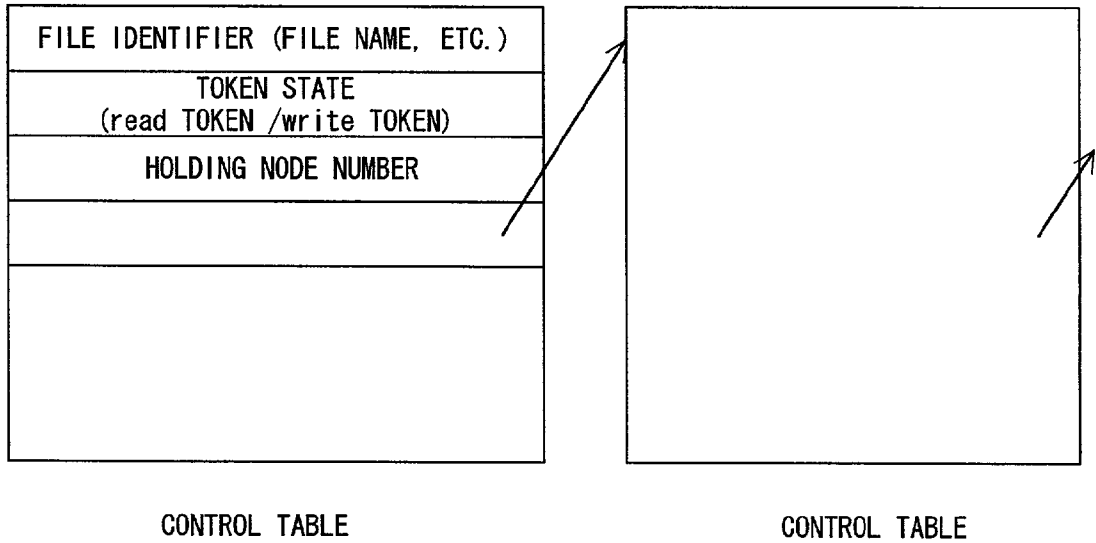 FILE IDENTIFIER (FILE NAME, ETC.)
TOKEN STATE
(read TOKEN /write TOKEN)
HOLDING NODE NUMBER
CONTROL TABLE
CONTROL TABLE